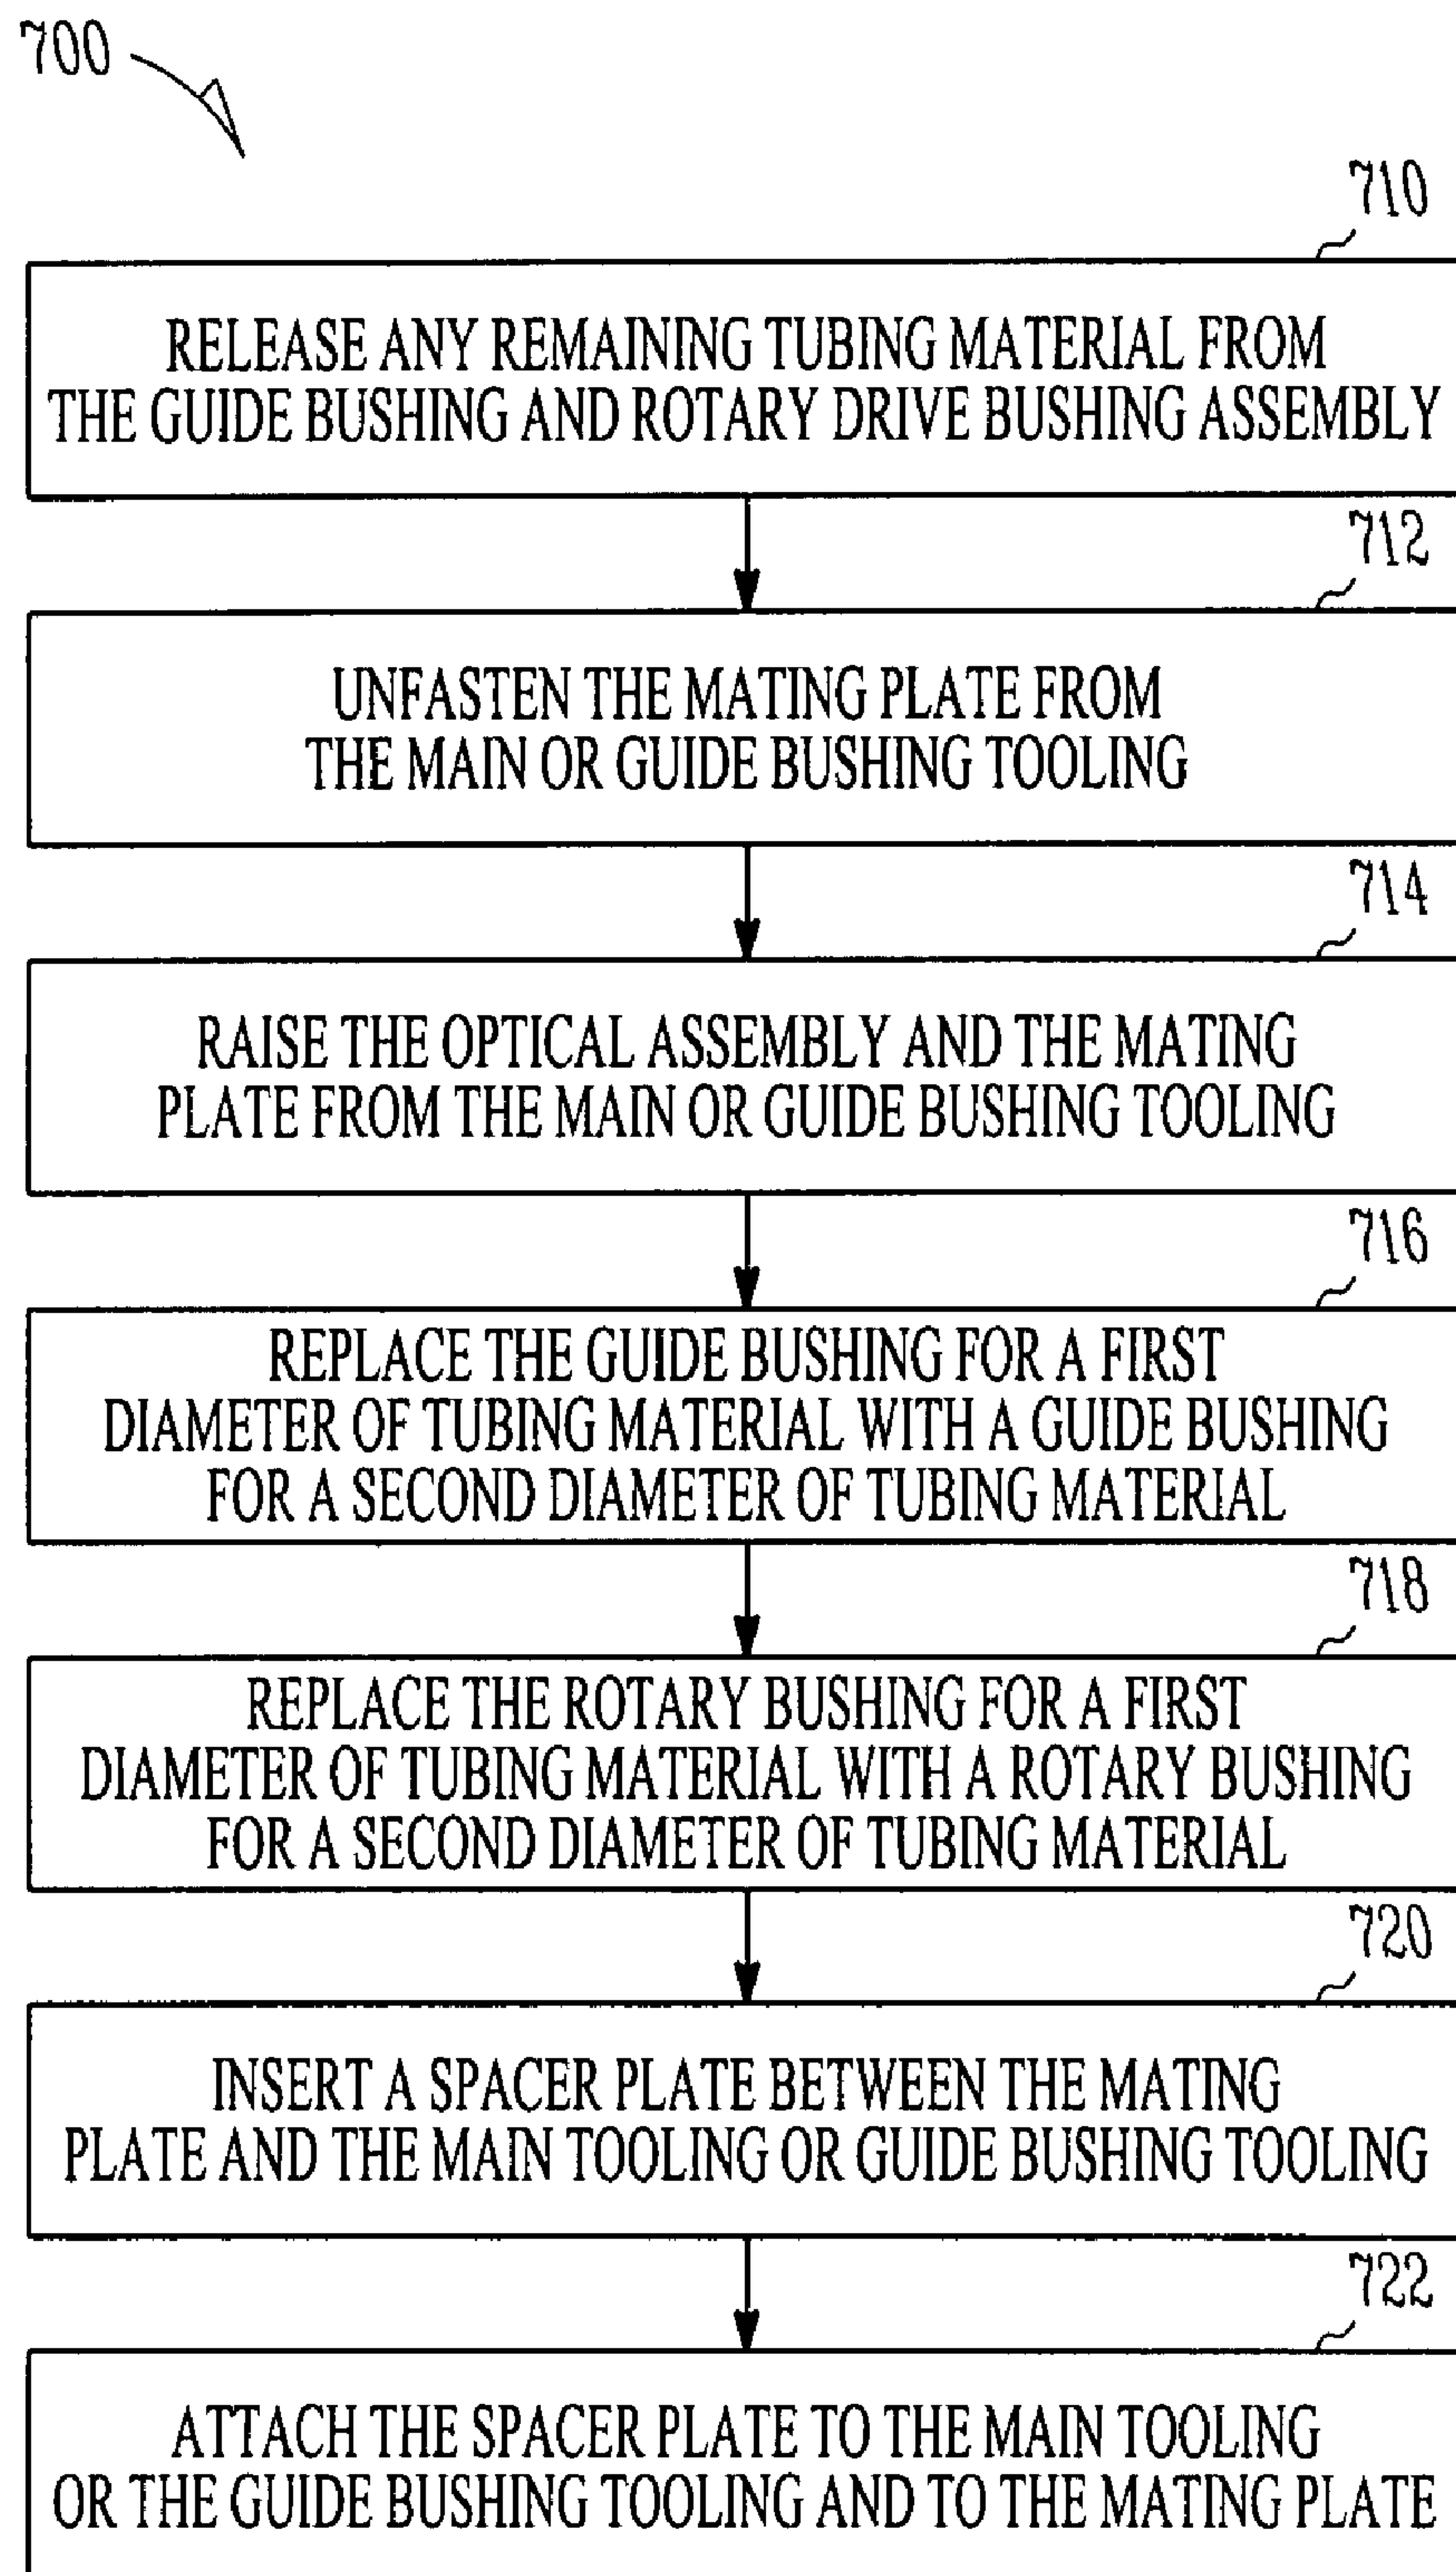 700
710
RELEASE ANY REMAINING TUBING MATERIAL FROM
THE GUIDE BUSHING AND ROTARY DRIVE BUSHING ASSEMBLY
712
UNFASTEN THE MATING PLATE FROM
THE MAIN OR GUIDE BUSHING TOOLING
714
RAISE THE OPTICAL ASSEMBLY AND THE MATING
PLATE FROM THE MAIN OR GUIDE BUSHING TOOLING
716
REPLACE THE GUIDE BUSHING FOR A FIRST
DIAMETER OF TUBING MATERIAL WITH A GUIDE BUSHING
FOR A SECOND DIAMETER OF TUBING MATERIAL
718
REPLACE THE ROTARY BUSHING FOR A FIRST
DIAMETER OF TUBING MATERIAL WITH A ROTARY BUSHING
FOR A SECOND DIAMETER OF TUBING MATERIAL
720
INSERT A SPACER PLATE BETWEEN THE MATING
PLATE AND THE MAIN TOOLING OR GUIDE BUSHING TOOLING
722
ATTACH THE SPACER PLATE TO THE MAIN TOOLING
OR THE GUIDE BUSHING TOOLING AND TO THE MATING PLATE